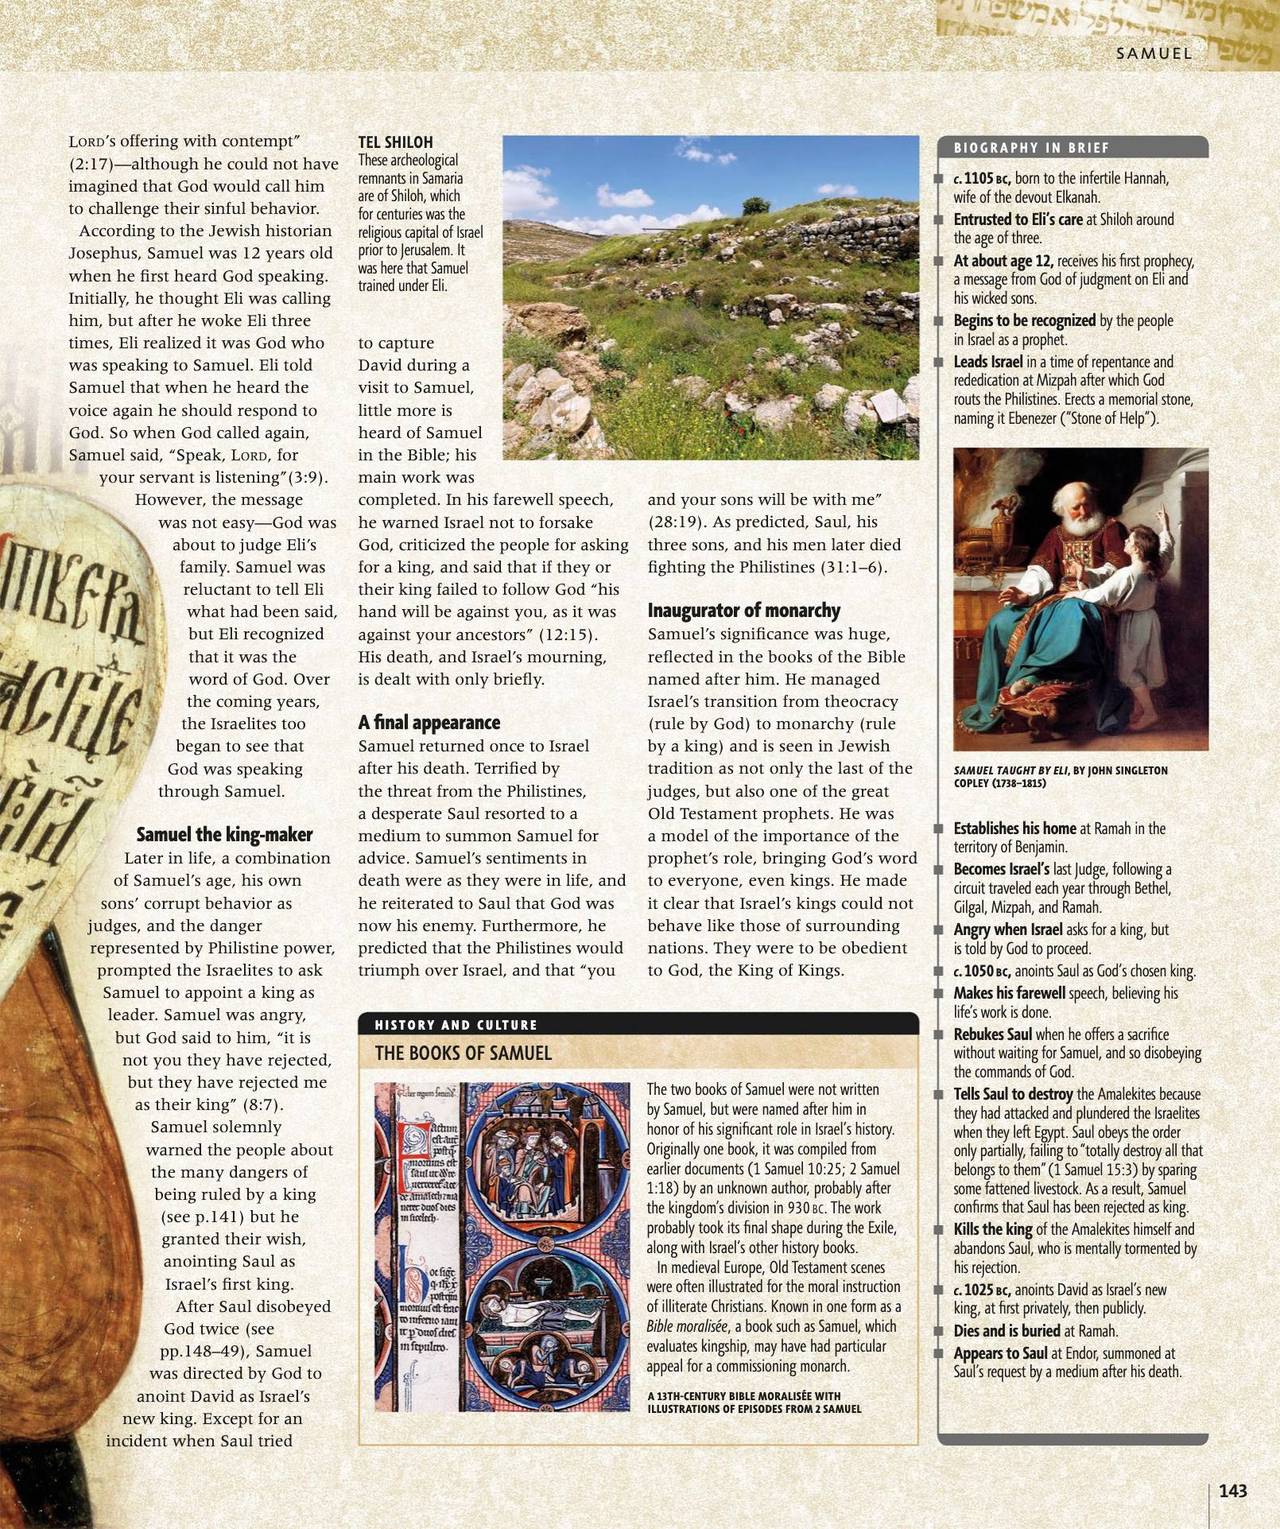 SAMUEL
LORD's offering with contempt"
(2:17)—although he could not have
imagined that God would call him
to challenge their sinful behavior.
According to the Jewish historian
Josephus, Samuel was 12 years old
when he first heard God speaking.
Initially, he thought Eli was calling
him, but after he woke Eli three
times, Eli realized it was God who
was speaking to Samuel. Eli told
Samuel that when he heard the
voice again he should respond to
God. So when God called again,
Samuel said, “Speak, LORD, for
your servant is listening”(3:9).
However, the message
was not easy—God was
about to judge Eli’s
family. Samuel was
reluctant to tell Eli
what had been said,
but Eli recognized
that it was the
word of God. Over
the coming years,
the Israelites too
began to see that
God was speaking
through Samuel.
Samuel the king-maker
Later in life, a combination
of Samuel’s age, his own
sons’ corrupt behavior as
judges, and the danger
represented by Philistine power,
prompted the Israelites to ask
Samuel to appoint a king as
leader. Samuel was angry,
but God said to him, “it is
not you they have rejected,
but they have rejected me
as their king” (8:7).
Samuel solemnly
warned the people about
the many dangers of
being ruled by a king
(see p.141) but he
granted their wish,
anointing Saul as
Israel’s first king.
After Saul disobeyed
God twice (see
pp.148–49), Samuel
was directed by God to
anoint David as Israel’s
new king. Except for an
incident when Saul tried
TEL SHILOH
These archeological
remnants in Samaria
are of Shiloh, which
for centuries was the
religious capital of Israel
prior to Jerusalem. It
was here that Samuel
trained under Eli.
to capture
David during a
visit to Samuel,
little more is
heard of Samuel
in the Bible; his
main work was
completed. In his farewell speech,
he warned Israel not to forsake
God, criticized the people for asking
for a king, and said that if they or
their king failed to follow God “his
hand will be against you, as it was
against your ancestors” (12:15).
His death, and Israel’s mourning,
is dealt with only briefly.
A final appearance
Samuel returned once to Israel
after his death. Terrified by
the threat from the Philistines,
a desperate Saul resorted to a
medium to summon Samuel for
advice. Samuel’s sentiments in
death were as they were in life, and
he reiterated to Saul that God was
now his enemy. Furthermore, he
predicted that the Philistines would
triumph over Israel, and that “you
and your sons will be with me”
(28:19). As predicted, Saul, his
three sons, and his men later died
fighting the Philistines (31:1–6).
Inaugurator of monarchy
Samuel’s significance was huge,
reflected in the books of the Bible
named after him. He managed
Israel’s transition from theocracy
(rule by God) to monarchy (rule
by a king) and is seen in Jewish
tradition as not only the last of the
judges, but also one of the great
Old Testament prophets. He was
a model of the importance of the
prophet’s role, bringing God’s word
to everyone, even kings. He made
it clear that Israel’s kings could not
behave like those of surrounding
nations. They were to be obedient
to God, the King of Kings.
HISTORY AND CULTURE
THE BOOKS OF SAMUEL
The two books of Samuel were not written
by Samuel, but were named after him in
honor of his significant role in Israel’s history.
Originally one book, it was compiled from
earlier documents (1 Samuel 10:25; 2 Samuel
1:18) by an unknown author, probably after
the kingdom’s division in 930 BC. The work
probably took its final shape during the Exile,
along with Israel’s other history books.
In medieval Europe, Old Testament scenes
were often illustrated for the moral instruction
of illiterate Christians. Known in one form as a
Bible moralisée, a book such as Samuel, which
evaluates kingship, may have had particular
appeal for a commissioning monarch.
A 13TH-CENTURY BIBLE MORALISÉE WITH
ILLUSTRATIONS OF EPISODES FROM 2 SAMUEL
BIOGRAPHY IN BRIEF
c. 1105 BC, born to the infertile Hannah,
wife of the devout Elkanah.
Entrusted to Eli’s care at Shiloh around
the age of three.
At about age 12, receives his first prophecy,
a message from God of judgment on Eli and
his wicked sons.
Begins to be recognized by the people
in Israel as a prophet.
Leads Israel in a time of repentance and
rededication at Mizpah after which God
routs the Philistines. Erects a memorial stone,
naming it Ebenezer (“Stone of Help”).
SAMUEL TAUGHT BY ELI, BY JOHN SINGLETON
COPLEY (1738–1815)
Establishes his home at Ramah in the
territory of Benjamin.
Becomes Israel’s last Judge, following a
circuit traveled each year through Bethel,
Gilgal, Mizpah, and Ramah.
Angry when Israel asks for a king, but
is told by God to proceed.
c. 1050 BC, anoints Saul as God’s chosen king.
Makes his farewell speech, believing his
life’s work is done.
Rebukes Saul when he offers a sacrifice
without waiting for Samuel, and so disobeying
the commands of God.
Tells Saul to destroy the Amalekites because
they had attacked and plundered the Israelites
when they left Egypt. Saul obeys the order
only partially, failing to “totally destroy all that
belongs to them” (1 Samuel 15:3) by sparing
some fattened livestock. As a result, Samuel
confirms that Saul has been rejected as king.
Kills the king of the Amalekites himself and
abandons Saul, who is mentally tormented by
his rejection.
c. 1025 BC, anoints David as Israel’s new
king, at first privately, then publicly.
Dies and is buried at Ramah.
Appears to Saul at Endor, summoned at
Saul’s request by a medium after his death.
143